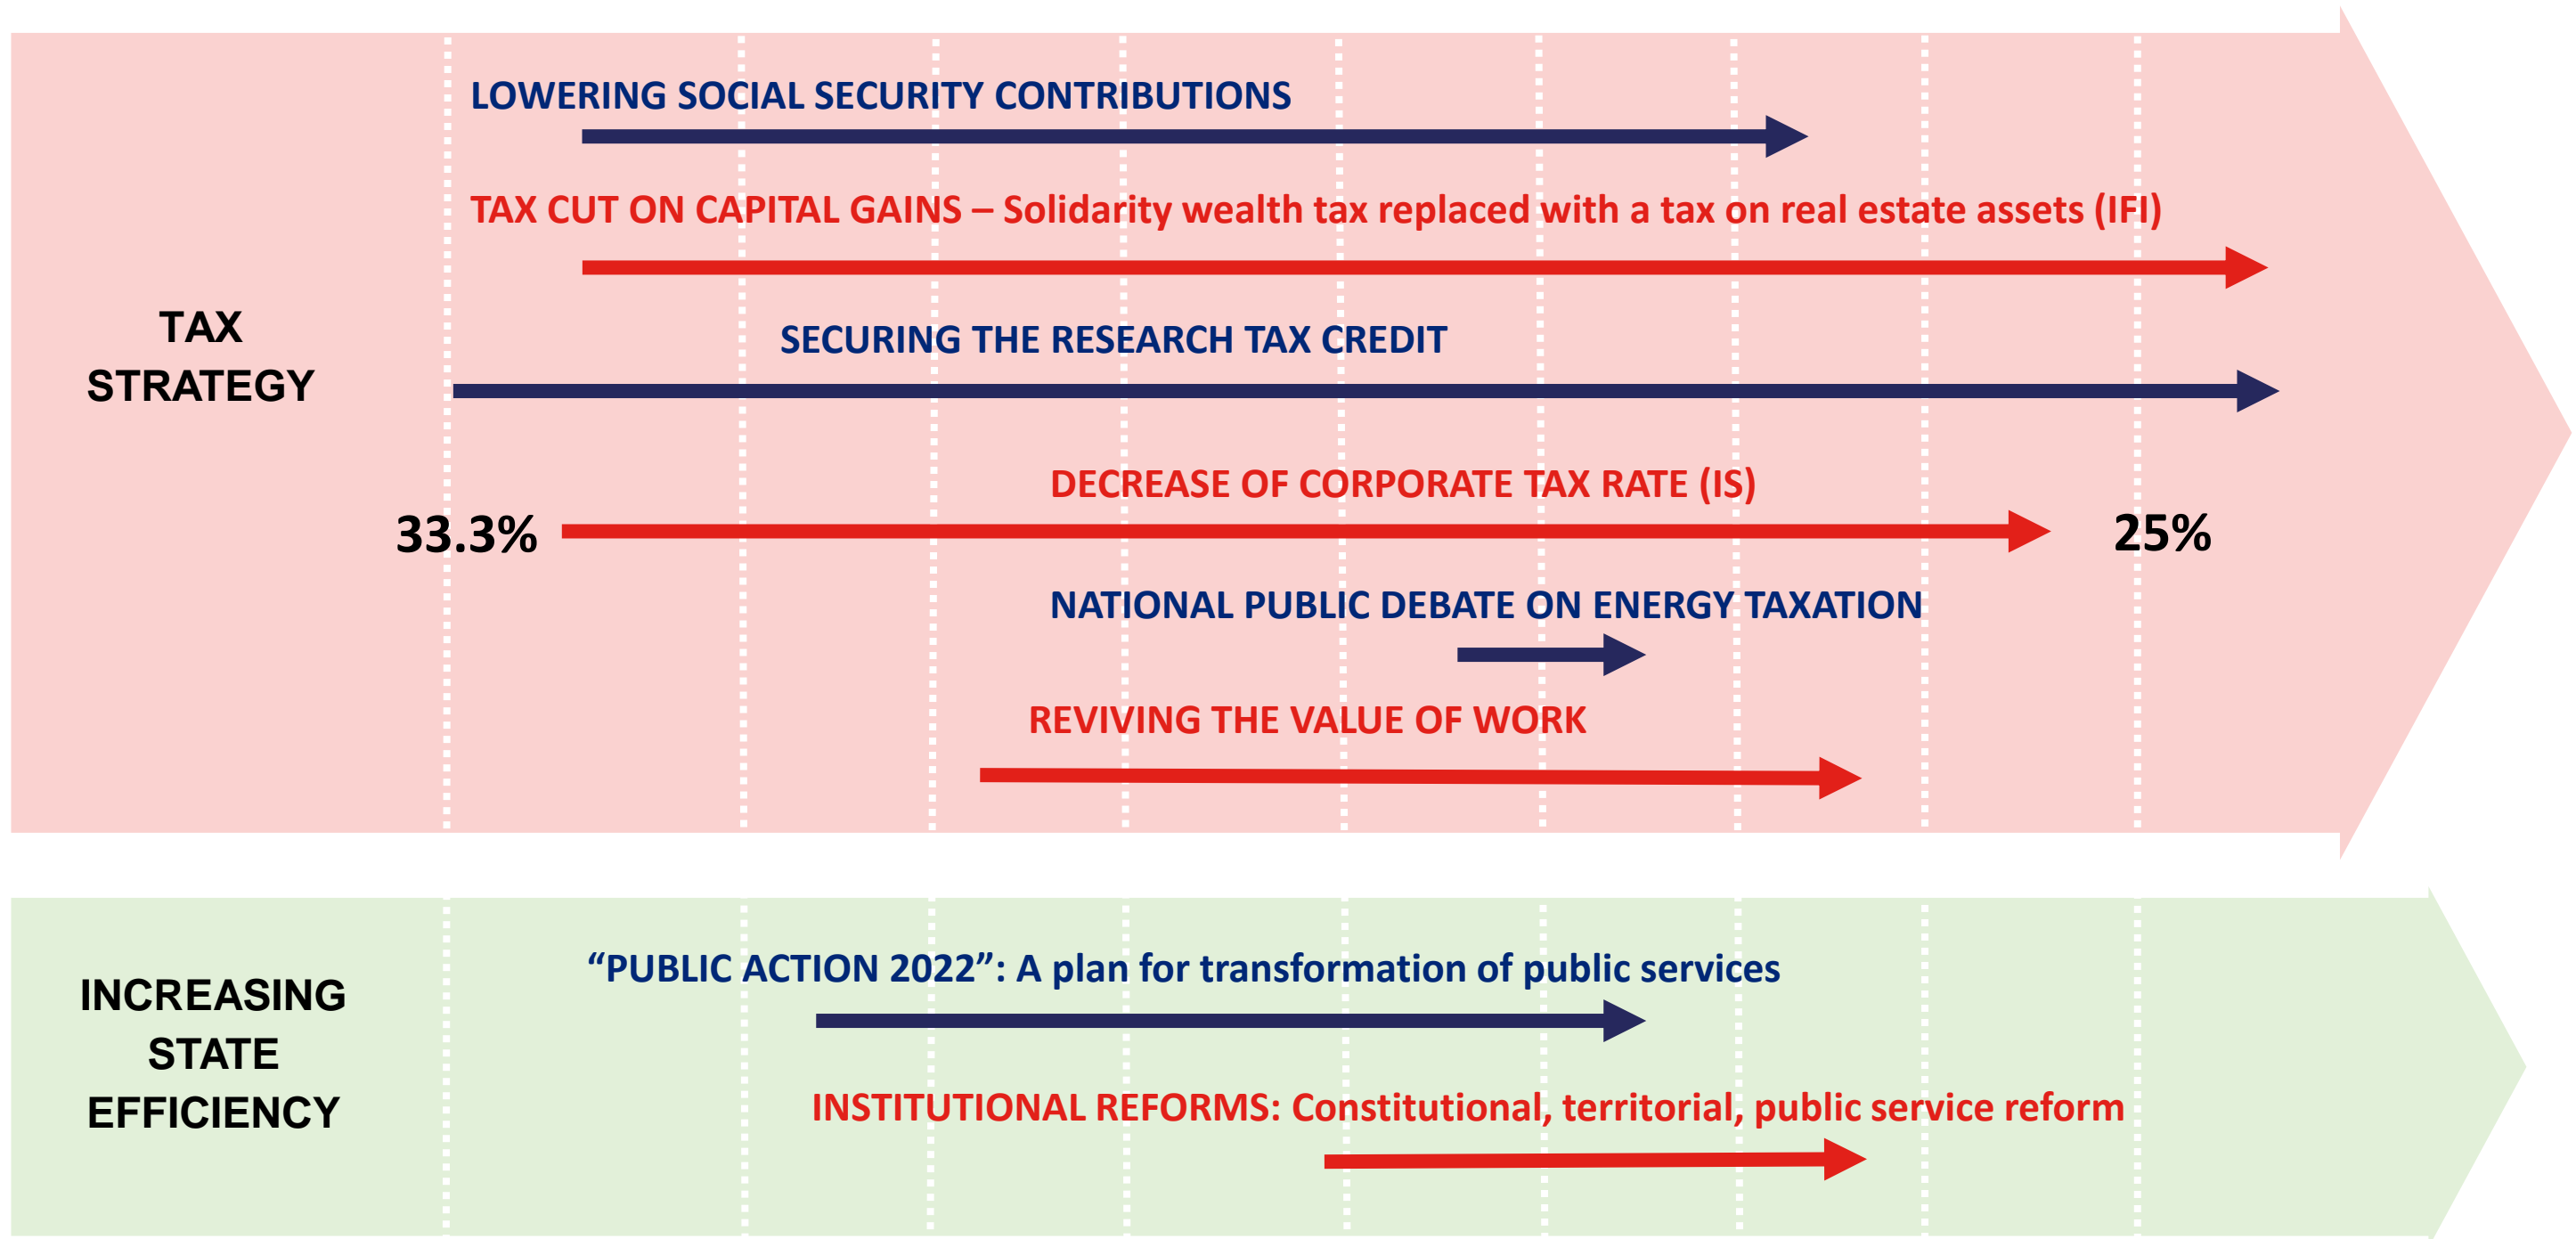 LOWERING SOCIAL SECURITY CONTRIBUTIONS
TAX CUT ON CAPITAL GAINS – Solidarity wealth tax replaced with a tax on real estate assets (IFI)
TAX
STRATEGY
SECURING THE RESEARCH TAX CREDIT
DECREASE OF CORPORATE TAX RATE (IS)
33.3%
25%
NATIONAL PUBLIC DEBATE ON ENERGY TAXATION
REVIVING THE VALUE OF WORK
INCREASING
STATE
EFFICIENCY
“PUBLIC ACTION 2022”: A plan for transformation of public services
INSTITUTIONAL REFORMS: Constitutional, territorial, public service reform